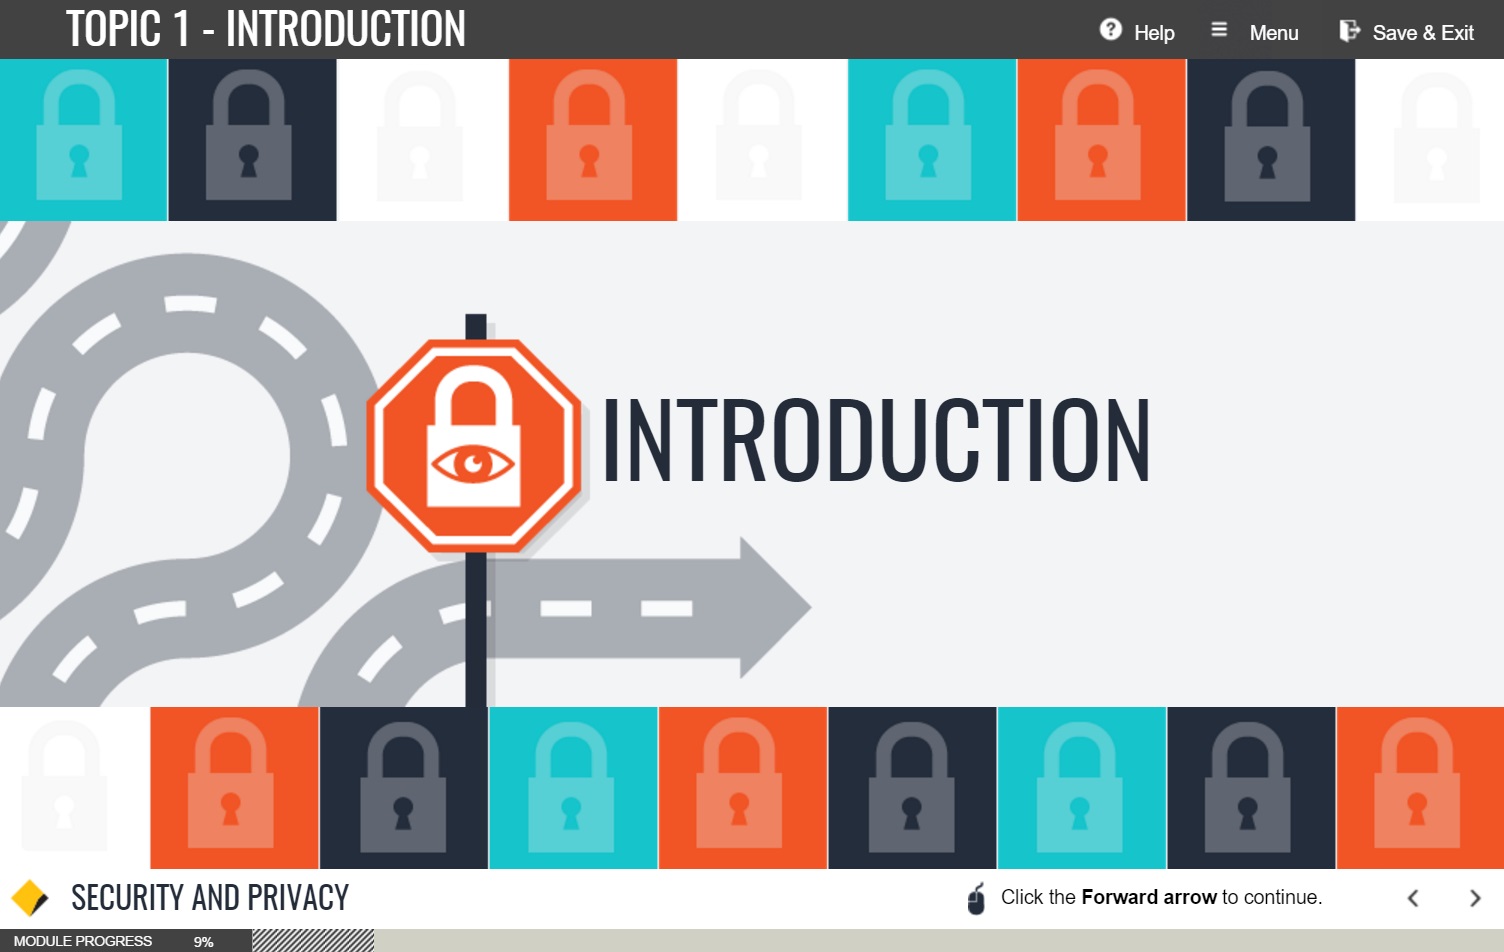 TOPIC 1 - INTRODUCTION
Help
Menu
Save & Exit
INTRODUCTION
SECURITY AND PRIVACY
Click the Forward arrow to continue.
MODULE PROGRESS 9%